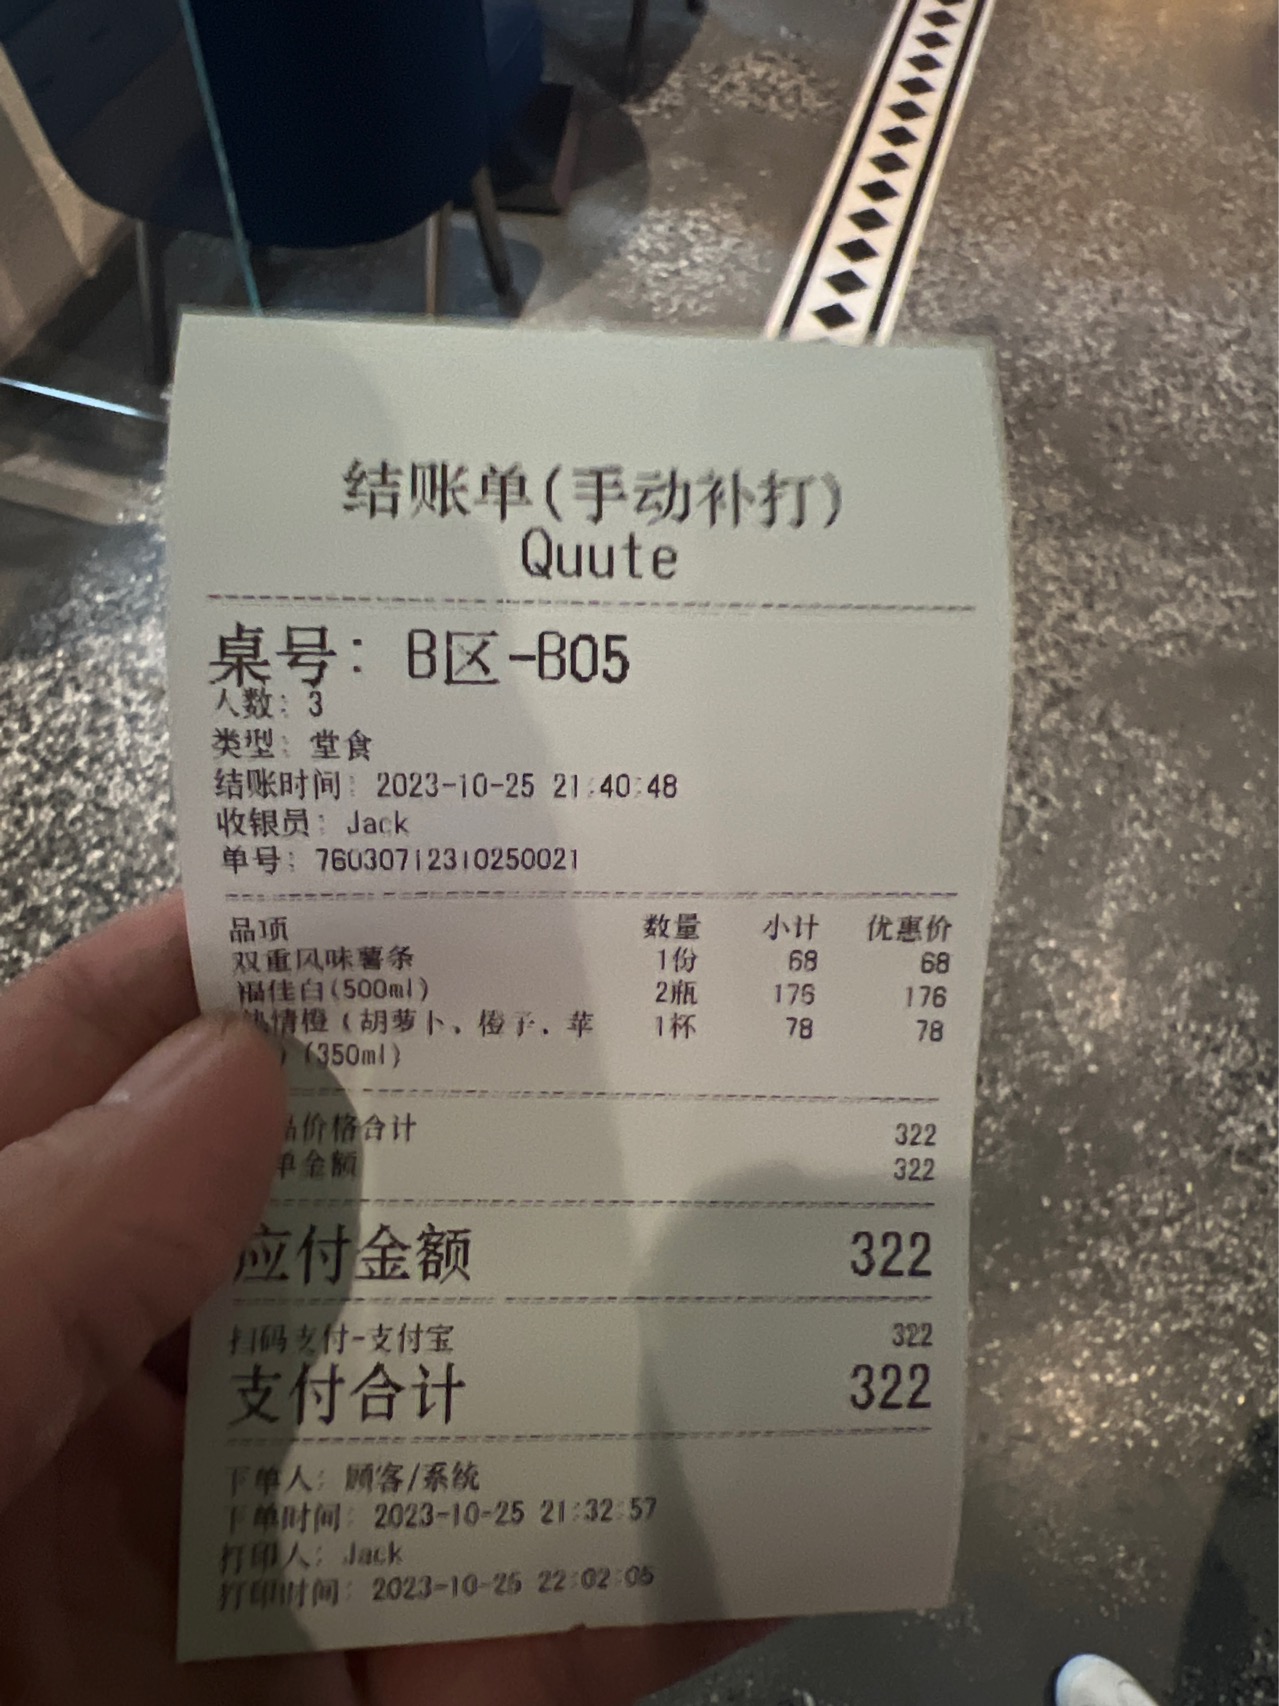 结账单(手动补打)
Quute
桌号: B区-B05
人数: 3
类型: 堂食
结账时间: 2023-10-25 21:40:48
收银员: Jack
单号: 76030712310250021
品项 数量 小计 优惠价
双重风味薯条 1份 68 68
福佳白(500ml) 2瓶 176 176
情橙(胡萝卜、橙子、苹 1杯 78 78
)(350ml)
品价格合计 322
单金额 322
应付金额 322
扫码支付-支付宝 322
支付合计 322
下单人: 顾客/系统
下单时间: 2023-10-25 21:32:57
打印人: Jack
打印时间: 2023-10-25 22:02:05